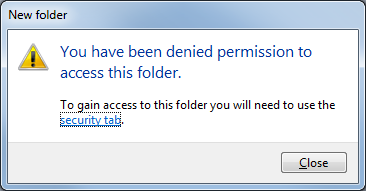 New folder
You have been denied permission to
access this folder.
To gain access to this folder you will need to use the
security tab.
Close